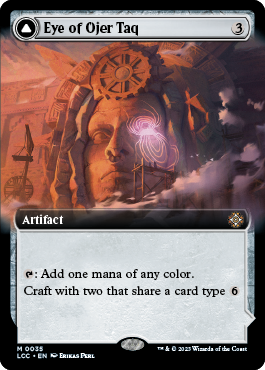 Eye of Ojer Taq 3
Artifact
: Add one mana of any color.
Craft with two that share a card type 6
M 0035
LCC • EN Erikas Perl
™ & © 2023 Wizards of the Coast